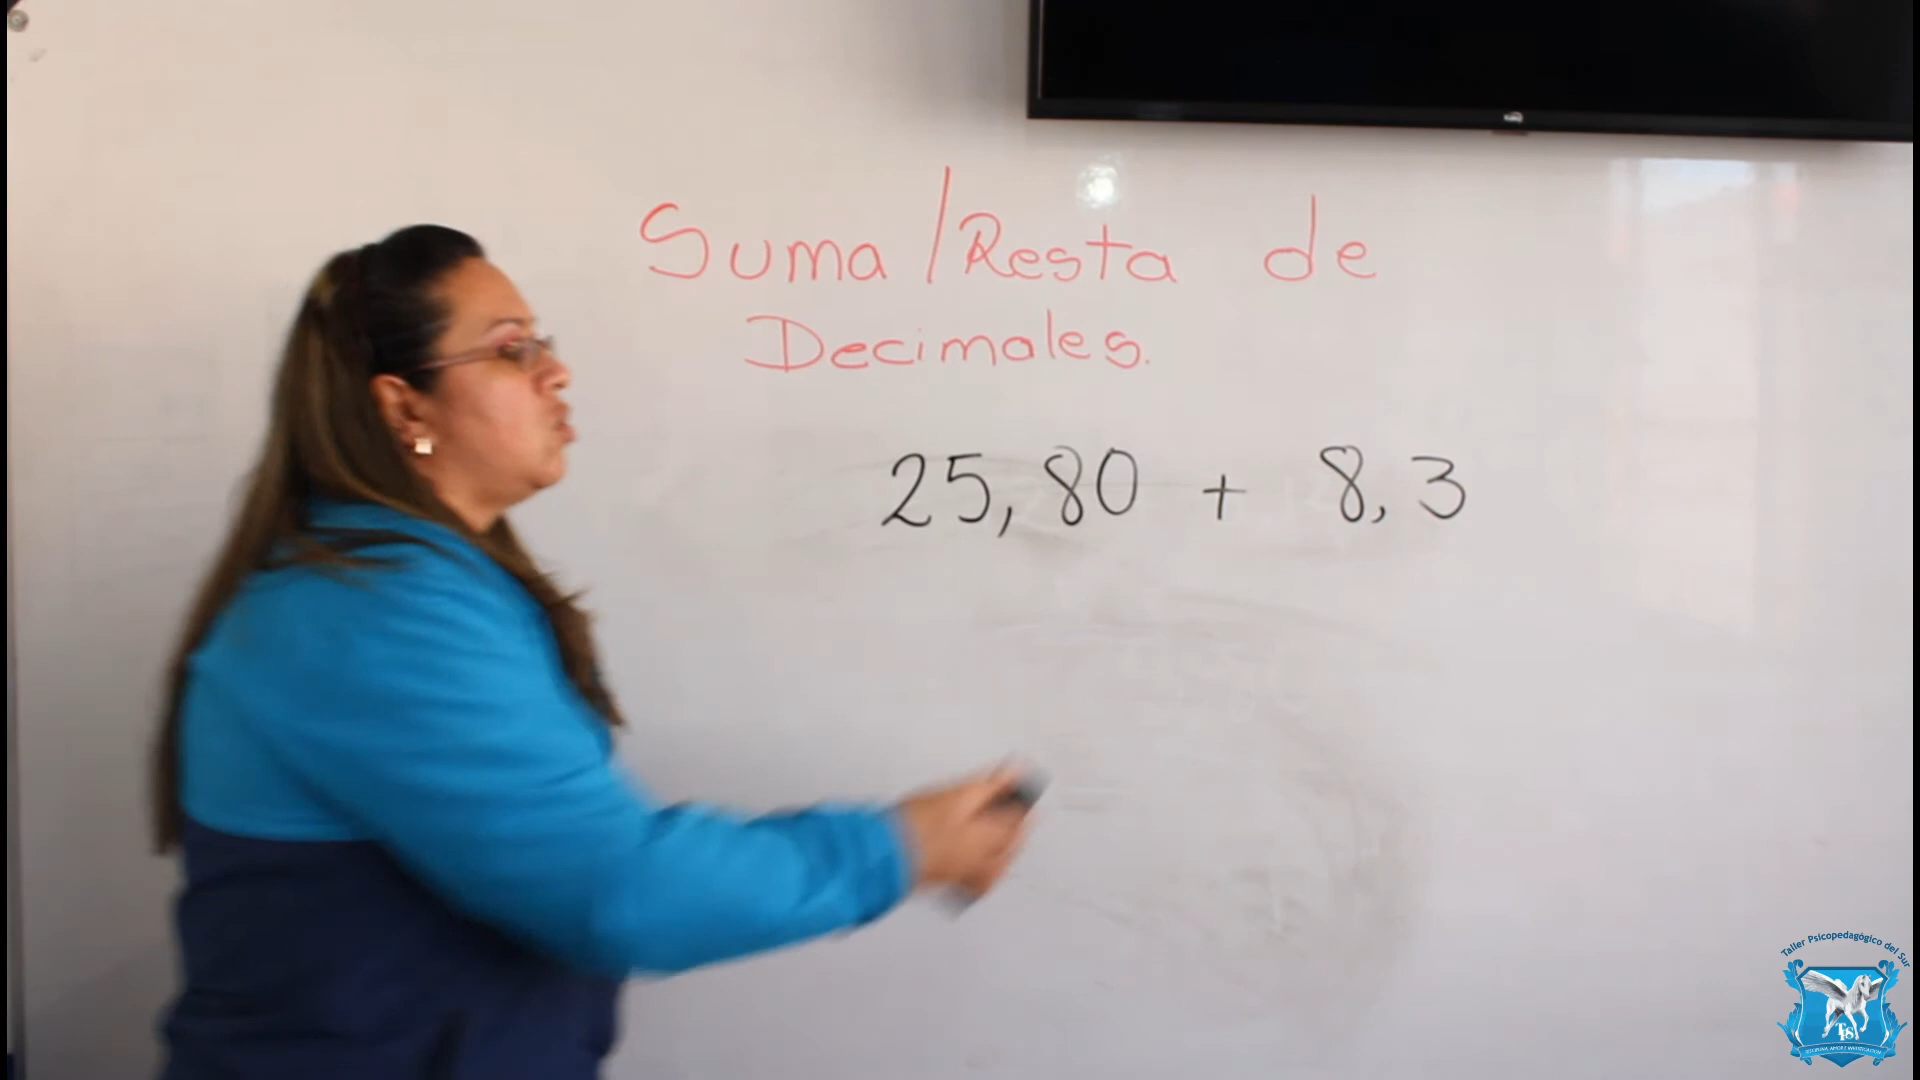 Suma/Resta de
Decimales.
25,80 + 8,3
Taller Psicopedagógico del Sur